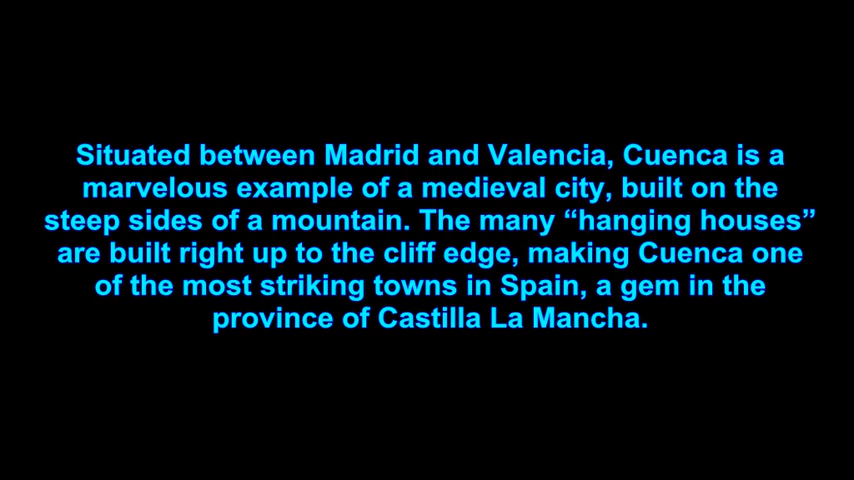 Situated between Madrid and Valencia, Cuenca is a
marvelous example of a medieval city, built on the
steep sides of a mountain. The many “hanging houses”
are built right up to the cliff edge, making Cuenca one
of the most striking towns in Spain, a gem in the
province of Castilla La Mancha.